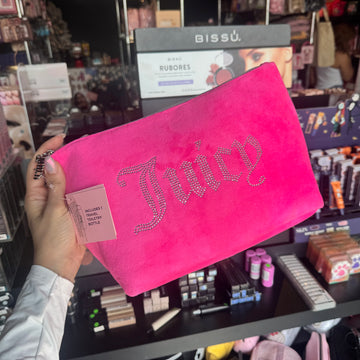 BISSÚ
RUBORES
Juicy
INCLUDES 1
TRAVEL
TOILETRY
BOTTLE